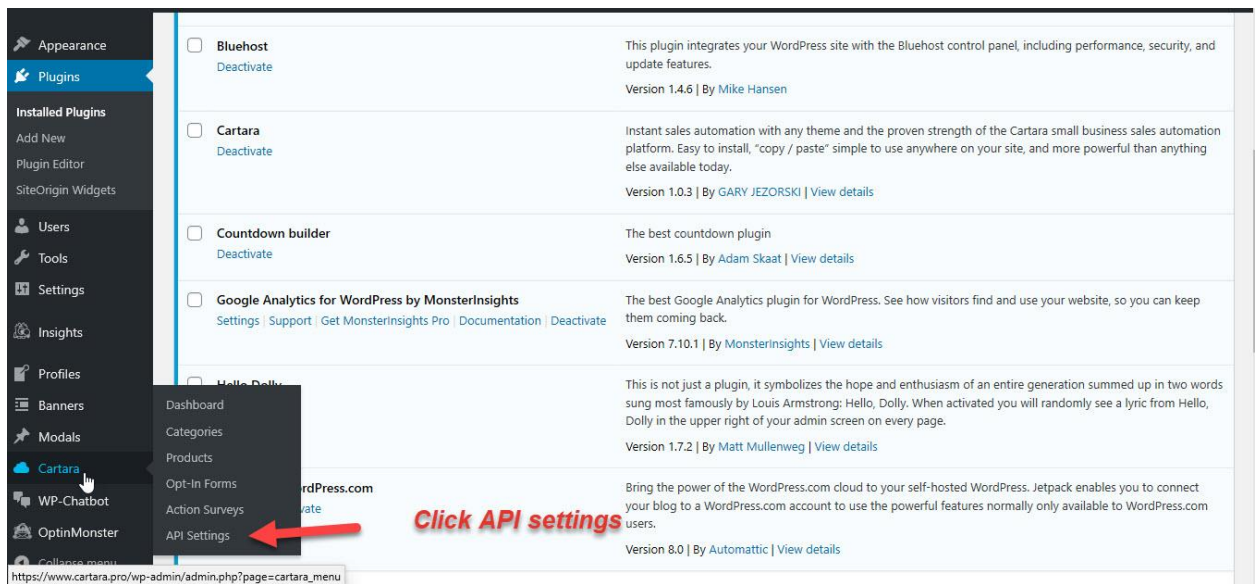 Appearance
Plugins
Installed Plugins
Add New
Plugin Editor
SiteOrigin Widgets
Users
Tools
Settings
Insights
Profiles
Banners
Modals
Cartara
WP-Chatbot
OptinMonster
Collapse menu
Dashboard
Categories
Products
Opt-In Forms
Action Surveys
API Settings
Bluehost
Deactivate
This plugin integrates your WordPress site with the Bluehost control panel, including performance, security, and
update features.
Version 1.4.6 | By Mike Hansen
Cartara
Deactivate
Instant sales automation with any theme and the proven strength of the Cartara small business sales automation
platform. Easy to install, "copy / paste" simple to use anywhere on your site, and more powerful than anything
else available today.
Version 1.0.3 | By GARY JEZORSKI | View details
Countdown builder
Deactivate
The best countdown plugin
Version 1.6.5 | By Adam Skaat | View details
Google Analytics for WordPress by MonsterInsights
Settings | Support | Get MonsterInsights Pro | Documentation | Deactivate
The best Google Analytics plugin for WordPress. See how visitors find and use your website, so you can keep
them coming back.
Version 7.10.1 | By MonsterInsights | View details
Hello Dolly
This is not just a plugin, it symbolizes the hope and enthusiasm of an entire generation summed up in two words
sung most famously by Louis Armstrong: Hello, Dolly. When activated you will randomly see a lyric from Hello,
Dolly in the upper right of your admin screen on every page.
Version 1.7.2 | By Matt Mullenweg | View details
rdPress.com
vate
Bring the power of the WordPress.com cloud to your self-hosted WordPress. Jetpack enables you to connect
your blog to a WordPress.com account to use the powerful features normally only available to WordPress.com
users.
Version 8.0 | By Automattic | View details
Click API settings
https://www.cartara.pro/wp-admin/admin.php?page=cartara_menu